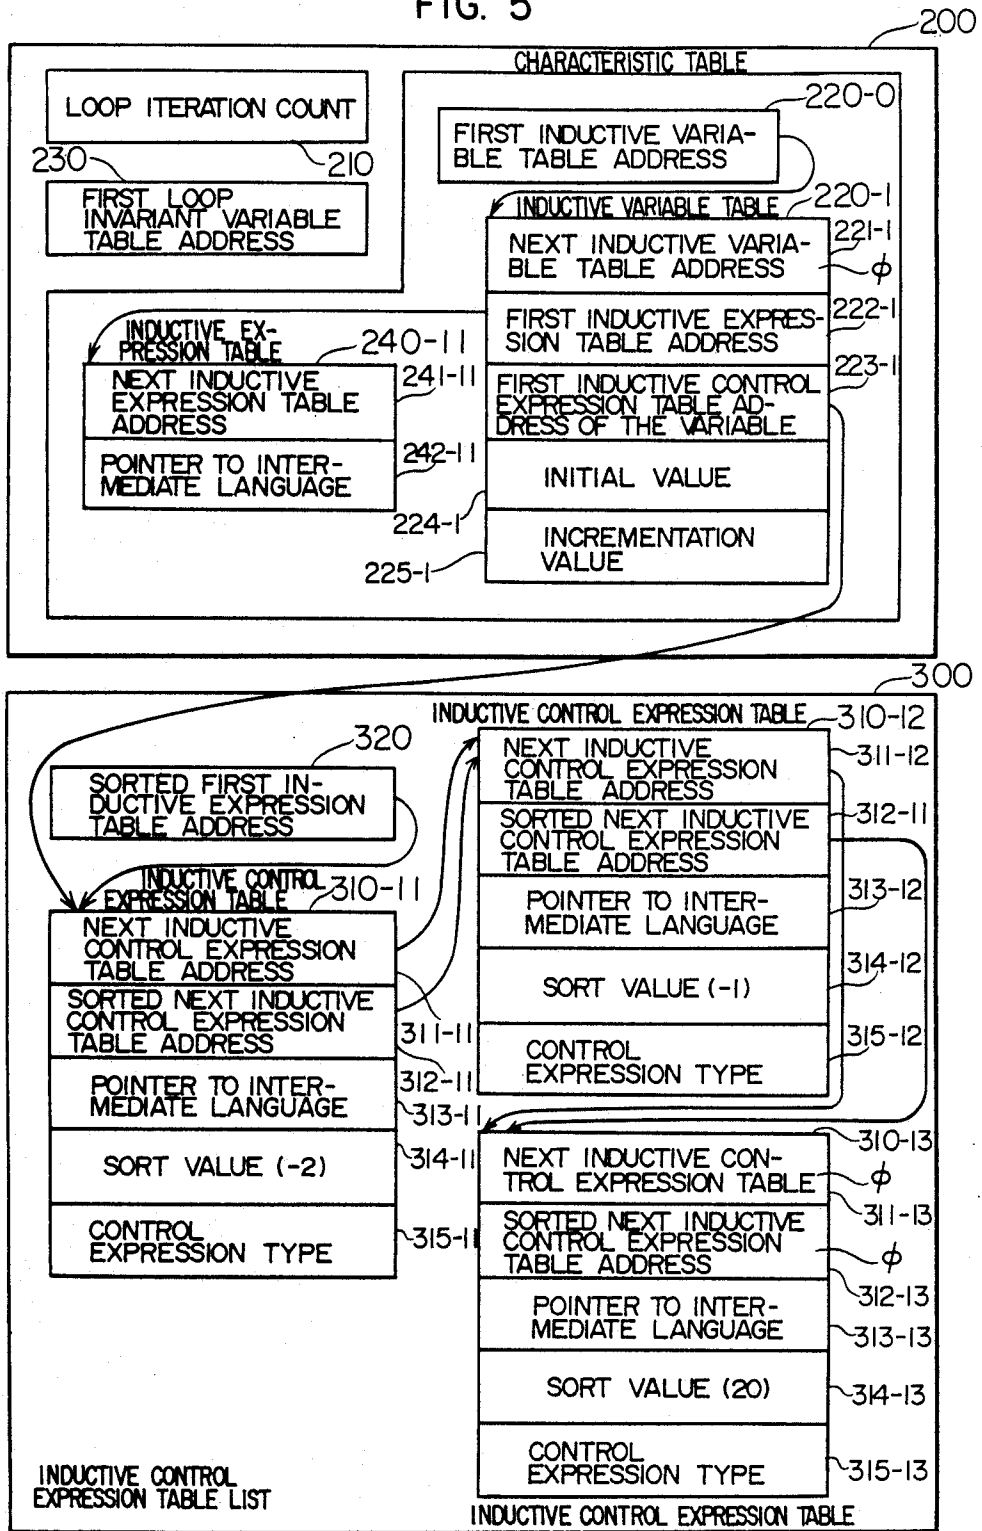 FIG. 5
200
CHARACTERISTIC TABLE
LOOP ITERATION COUNT
210
230
FIRST LOOP
INVARIANT VARIABLE
TABLE ADDRESS
220-0
FIRST INDUCTIVE VARIA-
BLE TABLE ADDRESS
INDUCTIVE VARIABLE TABLE
220-1
NEXT INDUCTIVE VARIA-
BLE TABLE ADDRESS
φ
221-1
FIRST INDUCTIVE EXPRES-
SION TABLE ADDRESS
222-1
FIRST INDUCTIVE CONTROL
EXPRESSION TABLE AD-
DRESS OF THE VARIABLE
223-1
INITIAL VALUE
224-1
INCREMENTATION
VALUE
225-1
INDUCTIVE EX-
PRESSION TABLE
240-11
NEXT INDUCTIVE
EXPRESSION TABLE
ADDRESS
241-11
POINTER TO INTER-
MEDIATE LANGUAGE
242-11
300
320
SORTED FIRST IN-
DUCTIVE EXPRESSION
TABLE ADDRESS
INDUCTIVE CONTROL
EXPRESSION TABLE
310-11
NEXT INDUCTIVE
CONTROL EXPRESSION
TABLE ADDRESS
311-11
SORTED NEXT INDUCTIVE
CONTROL EXPRESSION
TABLE ADDRESS
312-11
POINTER TO INTER-
MEDIATE LANGUAGE
313-11
SORT VALUE (-2)
314-11
CONTROL
EXPRESSION TYPE
315-11
INDUCTIVE CONTROL EXPRESSION TABLE
310-12
NEXT INDUCTIVE
CONTROL EXPRESSION
TABLE ADDRESS
311-12
SORTED NEXT INDUCTIVE
CONTROL EXPRESSION
TABLE ADDRESS
312-11
POINTER TO INTER-
MEDIATE LANGUAGE
313-12
SORT VALUE (-1)
314-12
CONTROL
EXPRESSION TYPE
315-12
310-13
NEXT INDUCTIVE CON-
TROL EXPRESSION TABLE
φ
311-13
SORTED NEXT INDUCTIVE
CONTROL EXPRESSION
TABLE ADDRESS
φ
312-13
POINTER TO INTER-
MEDIATE LANGUAGE
313-13
SORT VALUE (20)
314-13
CONTROL
EXPRESSION TYPE
315-13
INDUCTIVE CONTROL EXPRESSION TABLE
INDUCTIVE CONTROL
EXPRESSION TABLE LIST